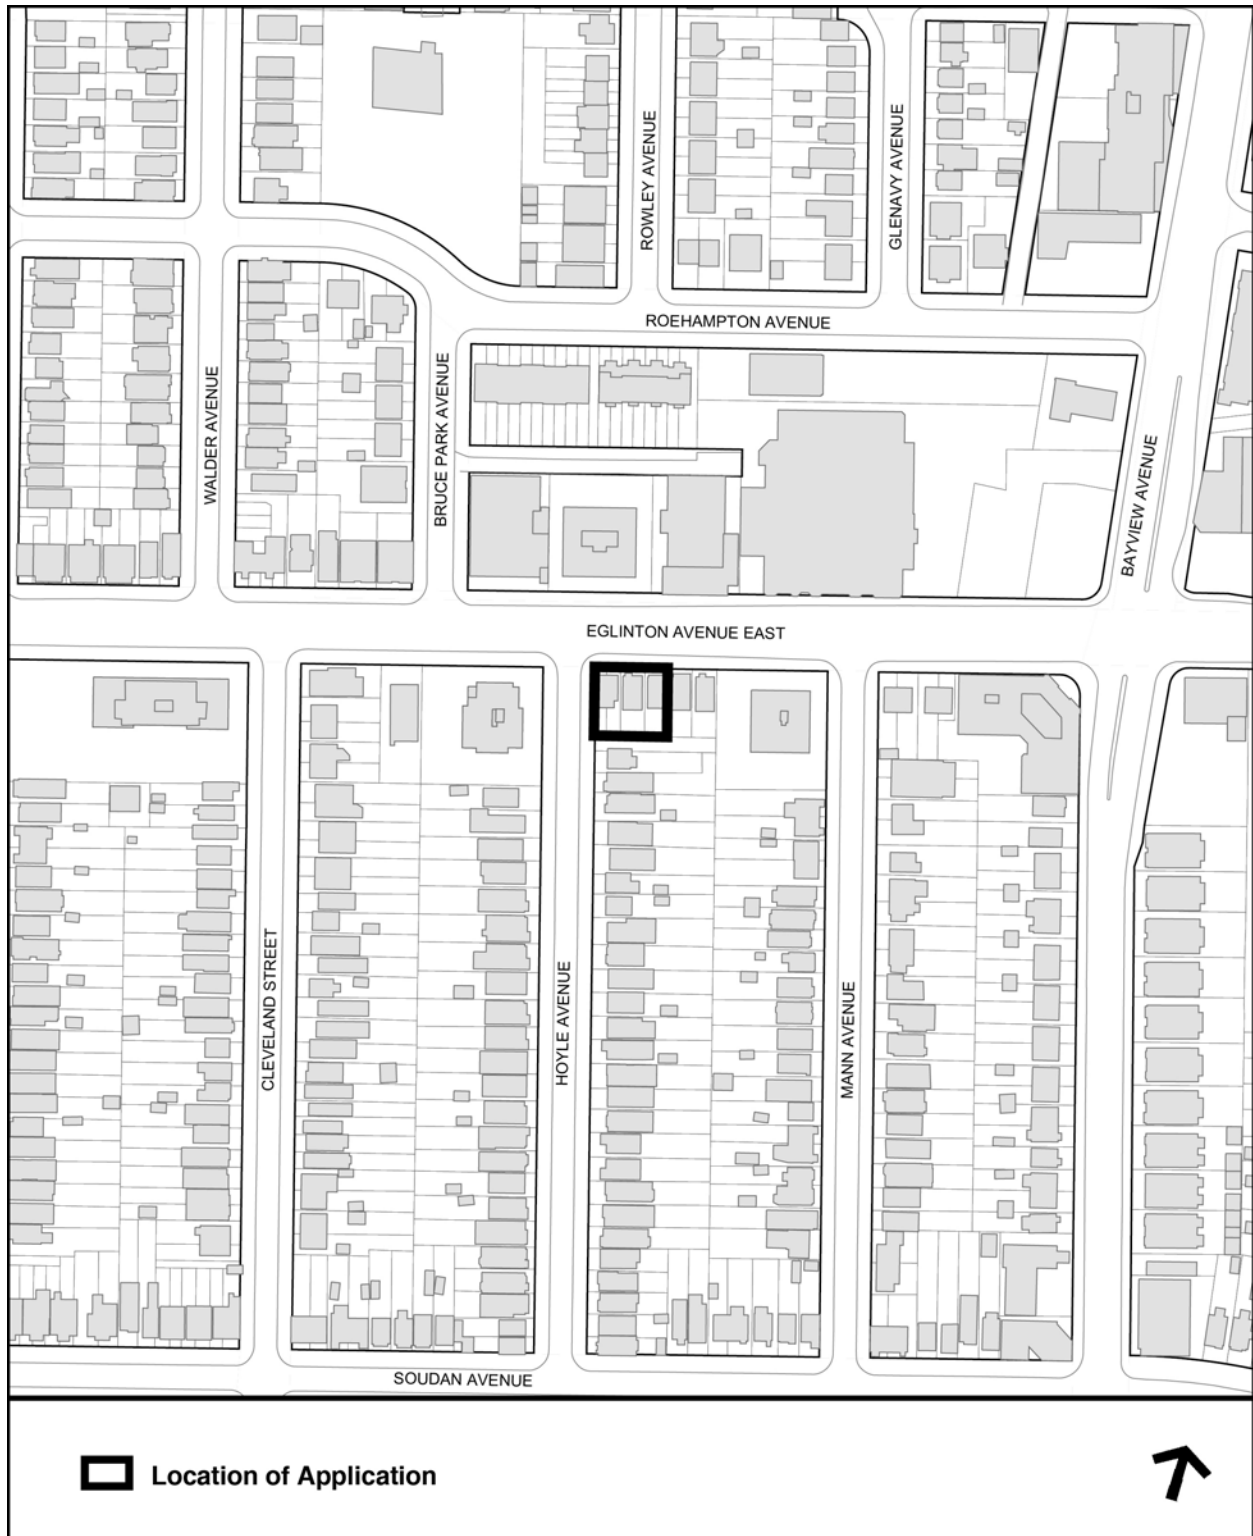 ROWLEY AVENUE
GLENAVY AVENUE
ROEHAMPTON AVENUE
WALDER AVENUE
BRUCE PARK AVENUE
BAYVIEW AVENUE
EGLINTON AVENUE EAST
CLEVELAND STREET
HOYLE AVENUE
MANN AVENUE
SOUDAN AVENUE
Location of Application